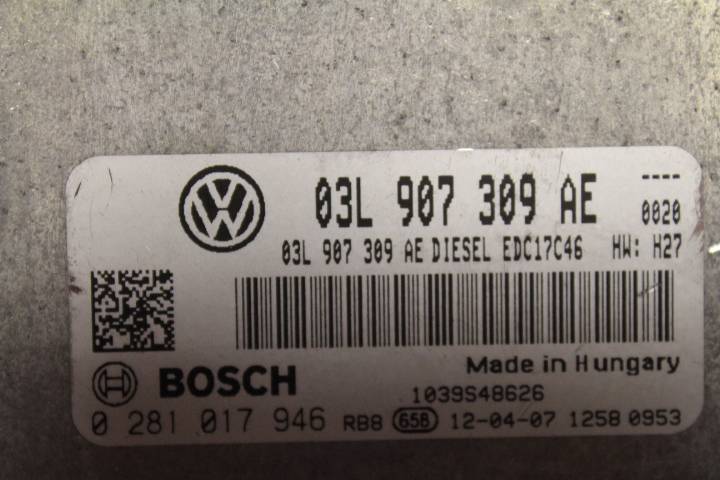 03L 907 309 AE ----
0020
03L 907 309 AE DIESEL EDC17C46 HW: H27
Made in Hungary
BOSCH
1039S48626
0 281 017 946 RB8 65B 12-04-07 1258 0953